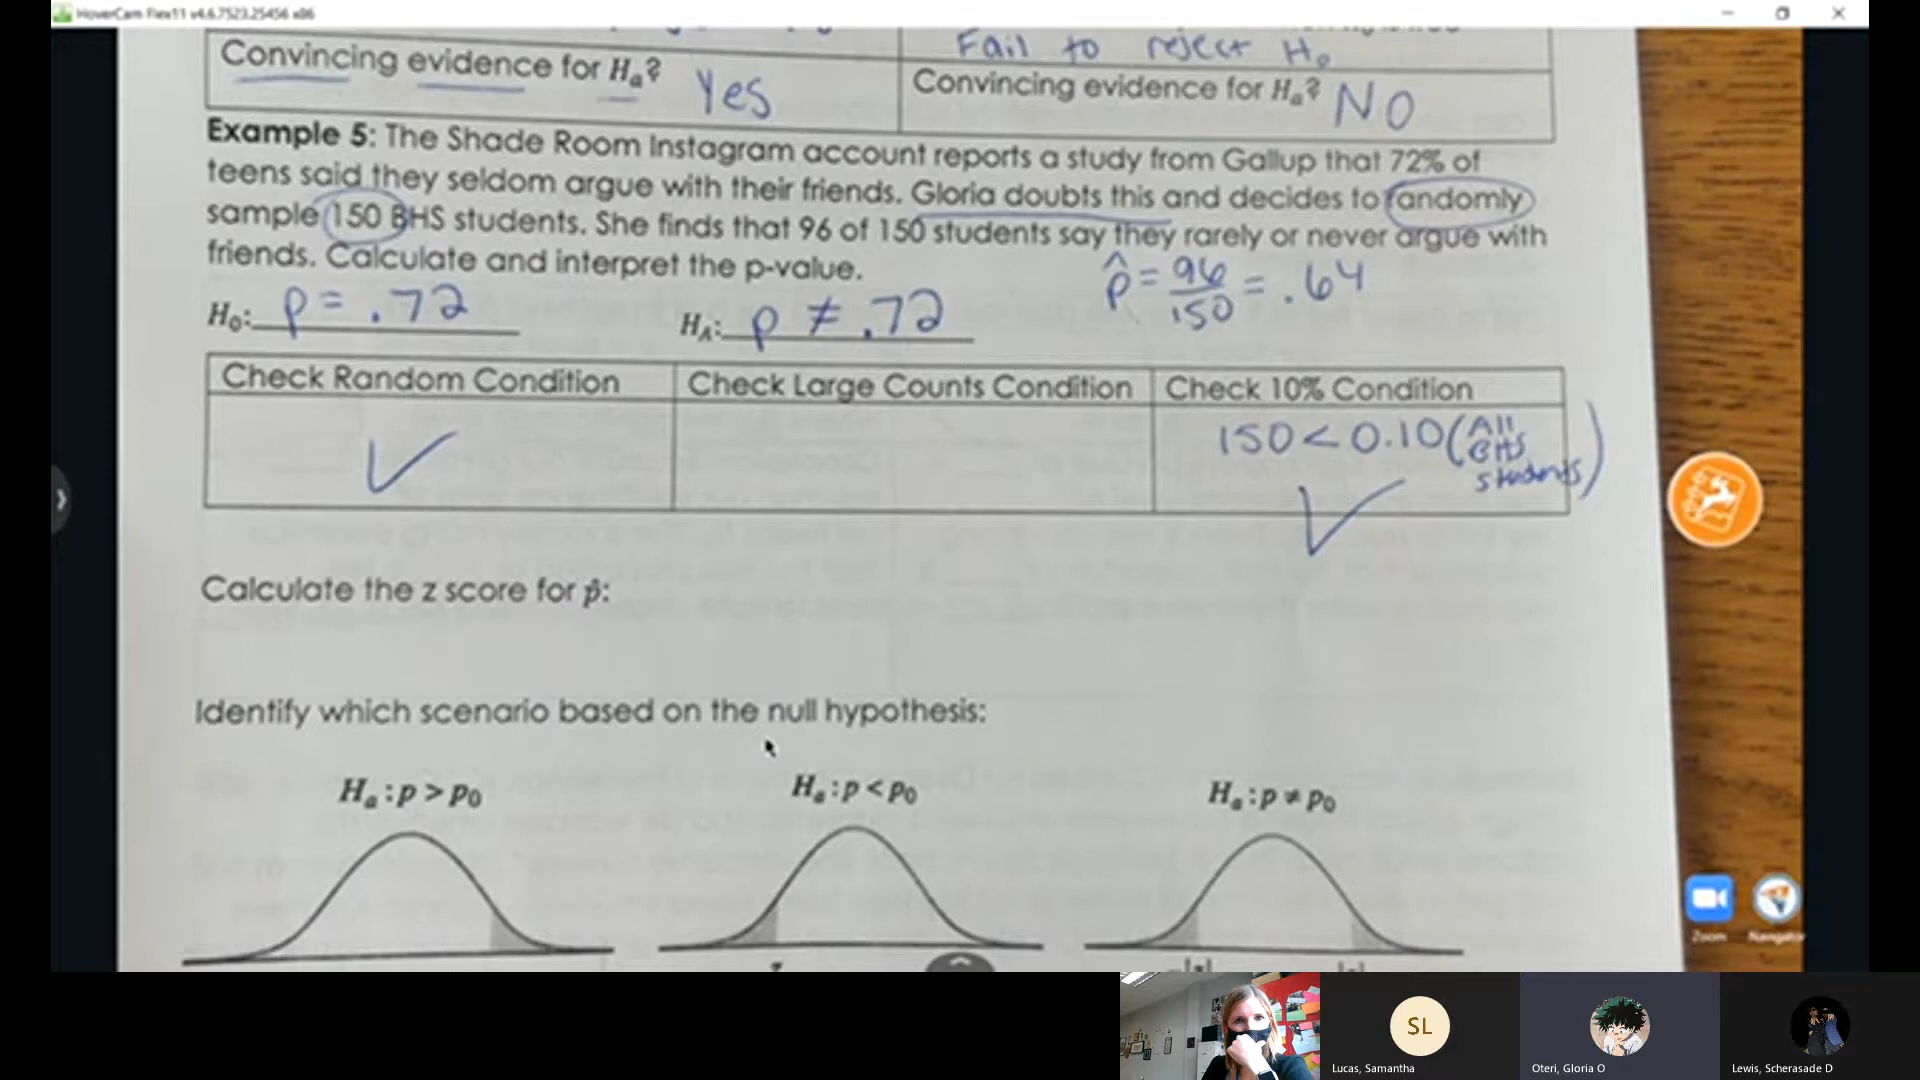 HoverCam Flex11 v4.6.7523.25456 x86
Fail to reject H₀
Convincing evidence for Hₐ? Yes
Convincing evidence for Hₐ? NO
Example 5: The Shade Room Instagram account reports a study from Gallup that 72% of
teens said they seldom argue with their friends. Gloria doubts this and decides to randomly
sample 150 BHS students. She finds that 96 of 150 students say they rarely or never argue with
friends. Calculate and interpret the p-value.
p̂ = 96/150 = .64
H₀: p = .72
H_A: p ≠ .72
Check Random Condition
Check Large Counts Condition
Check 10% Condition
✓
150 < 0.10 (All BHS students)
✓
Calculate the z score for p̂:
Identify which scenario based on the null hypothesis:
Hₐ : p > p₀
Hₐ : p < p₀
Hₐ : p ≠ p₀
Zoom
Navigator
SL
Lucas, Samantha
Oteri, Gloria O
Lewis, Scherasade D